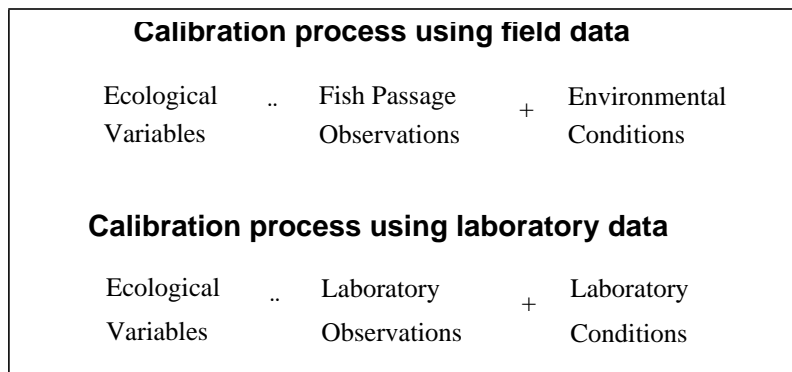 Calibration process using field data
Ecological ¨ Fish Passage + Environmental
Variables Observations Conditions
Calibration process using laboratory data
Ecological ¨ Laboratory + Laboratory
Variables Observations Conditions